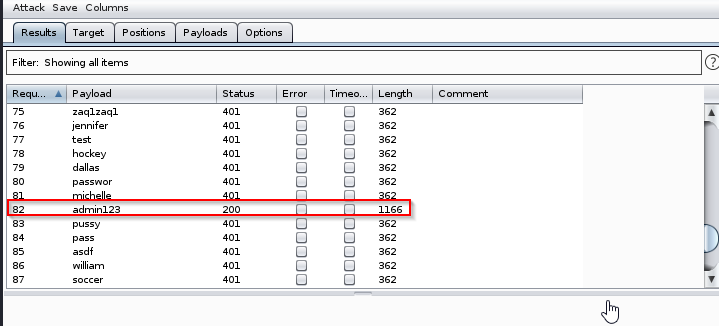 Attack Save Columns
Results Target Positions Payloads Options
Filter: Showing all items
?
Requ... Payload Status Error Timeo... Length Comment
75 zaq1zaq1 401 362
76 jennifer 401 362
77 test 401 362
78 hockey 401 362
79 dallas 401 362
80 passwor 401 362
81 michelle 401 362
82 admin123 200 1166
83 pussy 401 362
84 pass 401 362
85 asdf 401 362
86 william 401 362
87 soccer 401 362